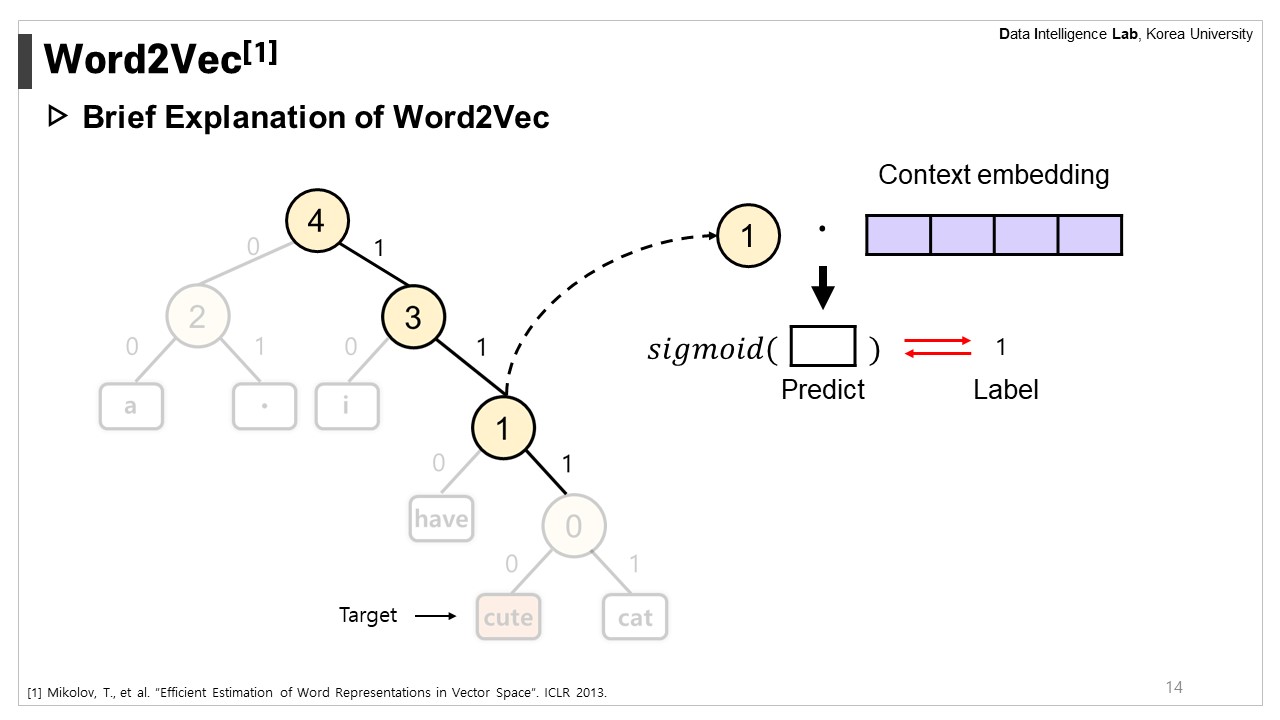 Data Intelligence Lab, Korea University
Word2Vec[1]
Brief Explanation of Word2Vec
Context embedding
4
1
·
0
1
2
3
0
1
0
1
sigmoid( )
1
Predict
Label
a
·
i
1
0
1
have
0
0
1
Target
cute
cat
[1] Mikolov, T., et al. "Efficient Estimation of Word Representations in Vector Space". ICLR 2013.
14